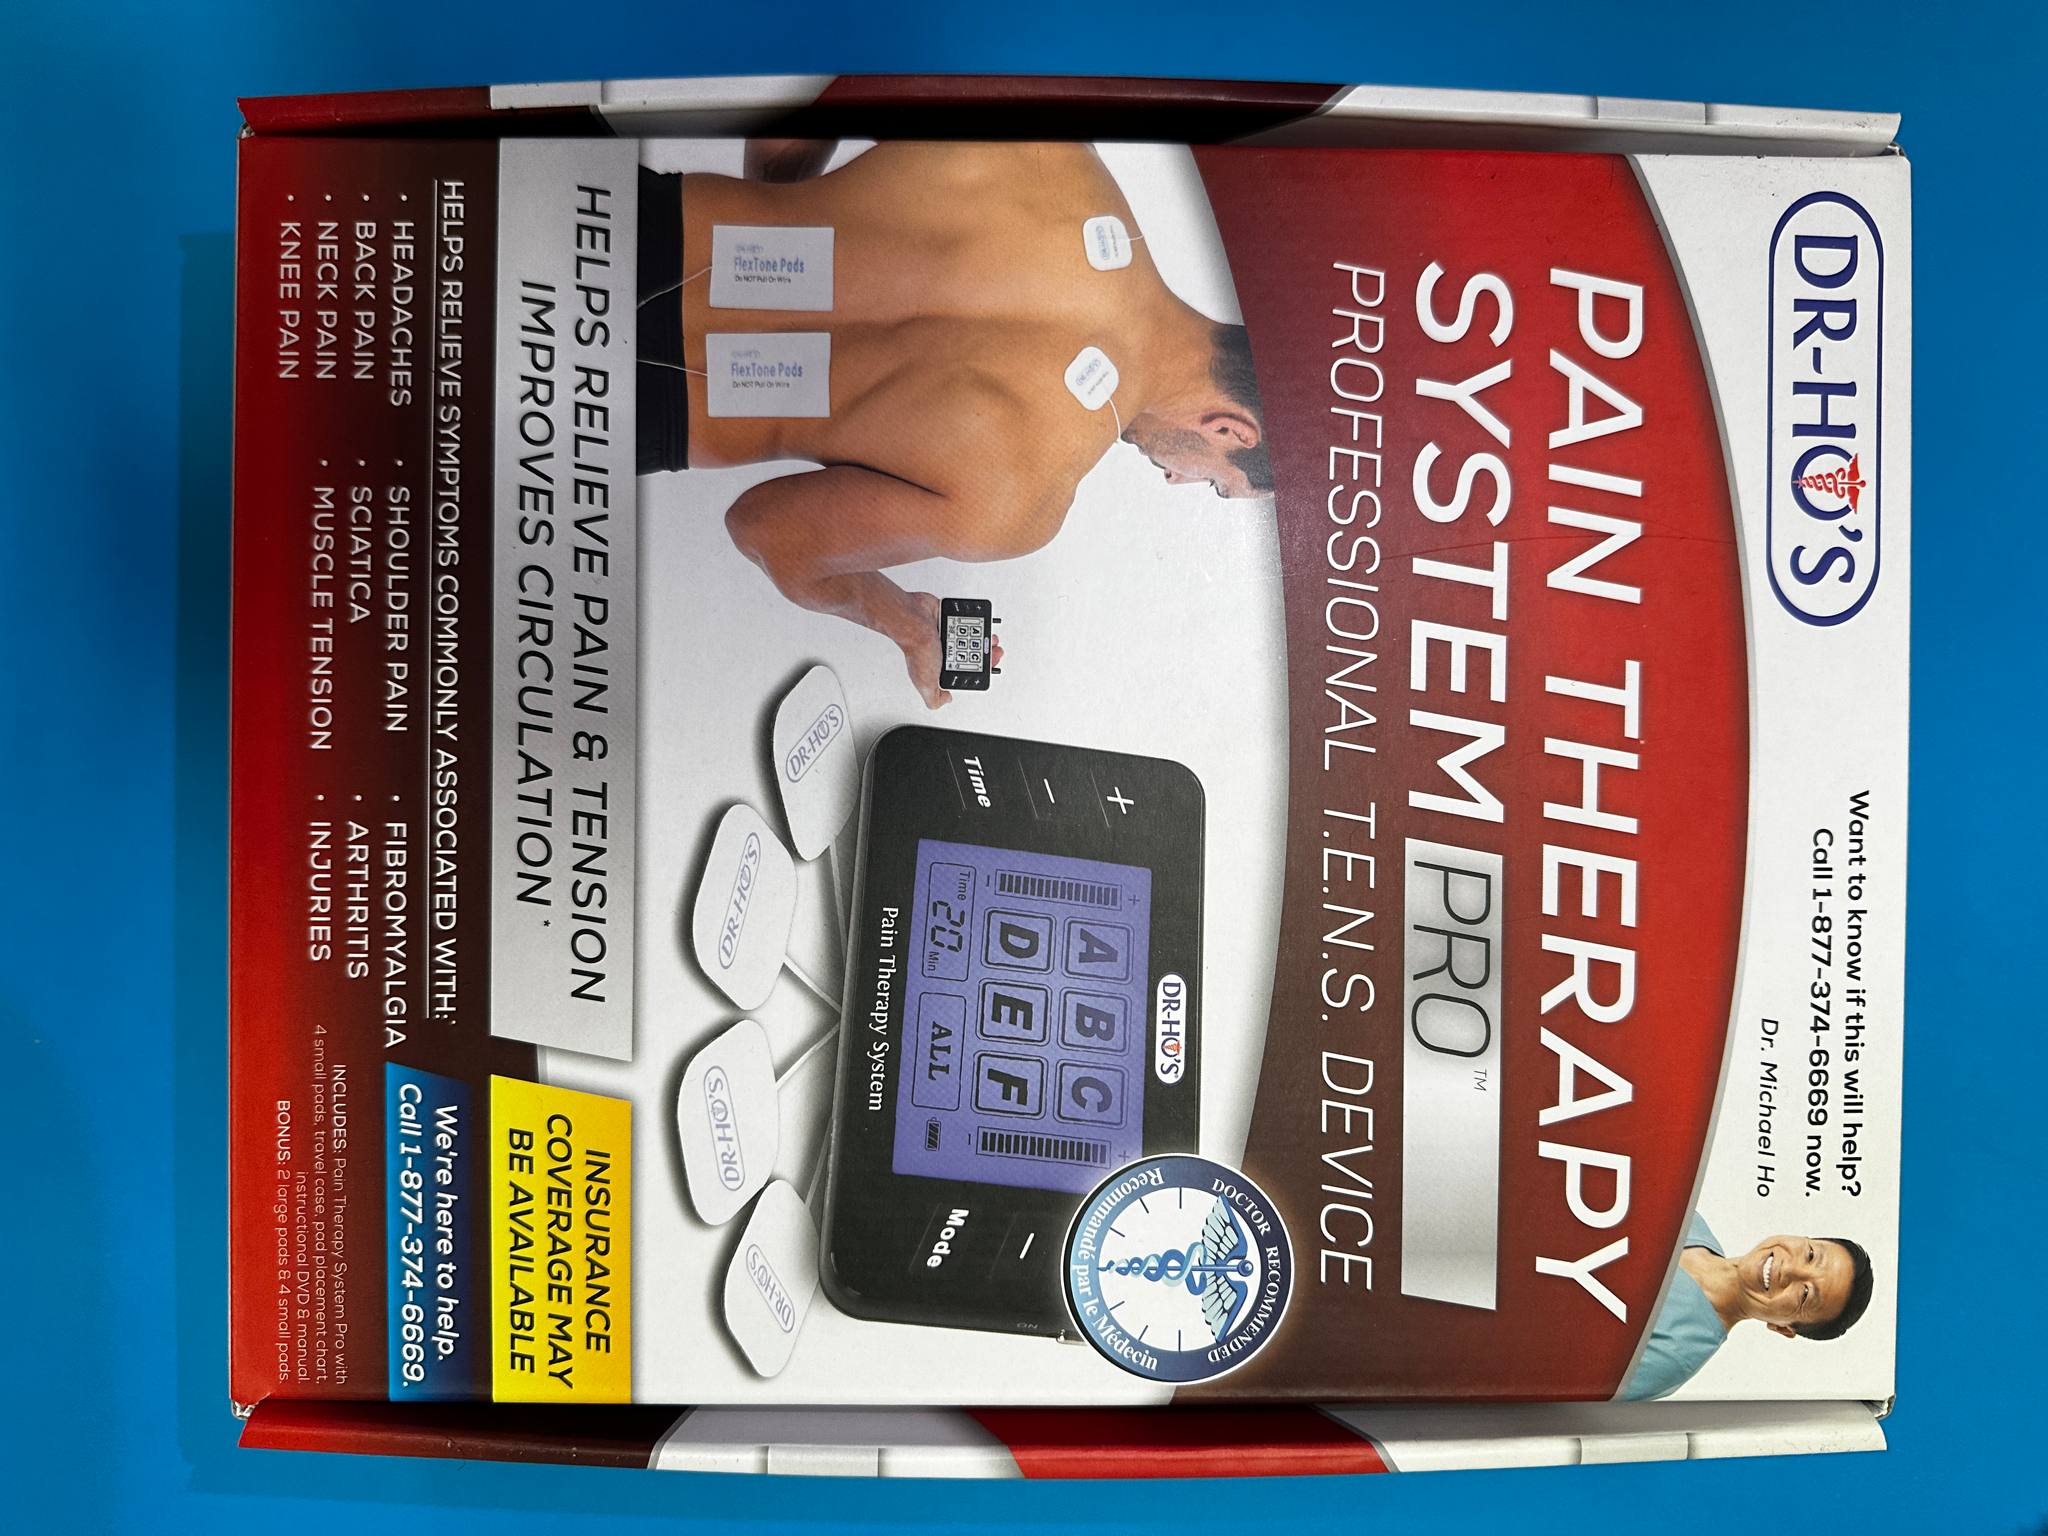 DR-HO'S
Want to know if this will help?
Call 1-877-374-6669 now.
Dr. Michael Ho
PAIN THERAPY
SYSTEM PRO™
PROFESSIONAL T.E.N.S. DEVICE
DOCTOR RECOMMENDED
Recommandé par le Médecin
DR-HO'S
+
−
Time
A B C
D E F
Time 20 Min
ALL
−
Mode
ON
Pain Therapy System
A B C
D E F
ALL
FlexTone Pads
Do NOT Pull On Wire
FlexTone Pads
Do NOT Pull On Wire
DR-HO'S
DR-HO'S
DR-HO'S
DR-HO'S
HELPS RELIEVE PAIN & TENSION
IMPROVES CIRCULATION*
INSURANCE
COVERAGE MAY
BE AVAILABLE
HELPS RELIEVE SYMPTOMS COMMONLY ASSOCIATED WITH:*
• HEADACHES
• BACK PAIN
• NECK PAIN
• KNEE PAIN
• SHOULDER PAIN
• SCIATICA
• MUSCLE TENSION
• FIBROMYALGIA
• ARTHRITIS
• INJURIES
We're here to help.
Call 1-877-374-6669.
INCLUDES: Pain Therapy System Pro with
4 small pads, travel case, pad placement chart,
instructional DVD & manual.
BONUS: 2 large pads & 4 small pads.